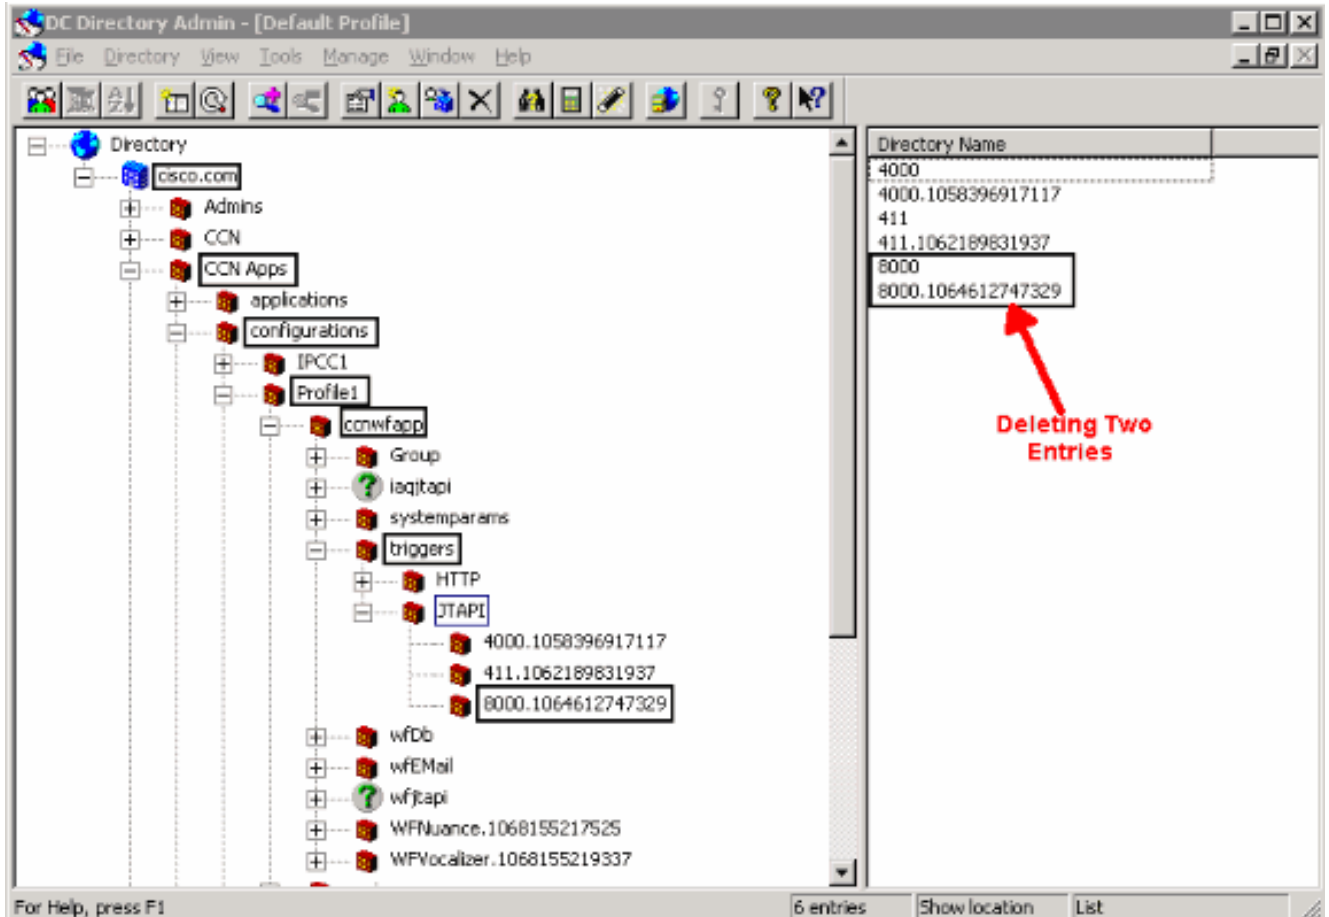 DC Directory Admin - [Default Profile]
File Directory View Tools Manage Window Help
Directory
cisco.com
Admins
CCN
CCN Apps
applications
configurations
IPCC1
Profile1
ccnwfapp
Group
iaqjtapi
systemparams
triggers
HTTP
JTAPI
4000.1058396917117
411.1062189831937
8000.1064612747329
wfDb
wfEMail
wfjtapi
WFNuance.1068155217525
WFVocalizer.1068155219337
Directory Name
4000
4000.1058396917117
411
411.1062189831937
8000
8000.1064612747329
Deleting Two
Entries
For Help, press F1
6 entries
Show location
List